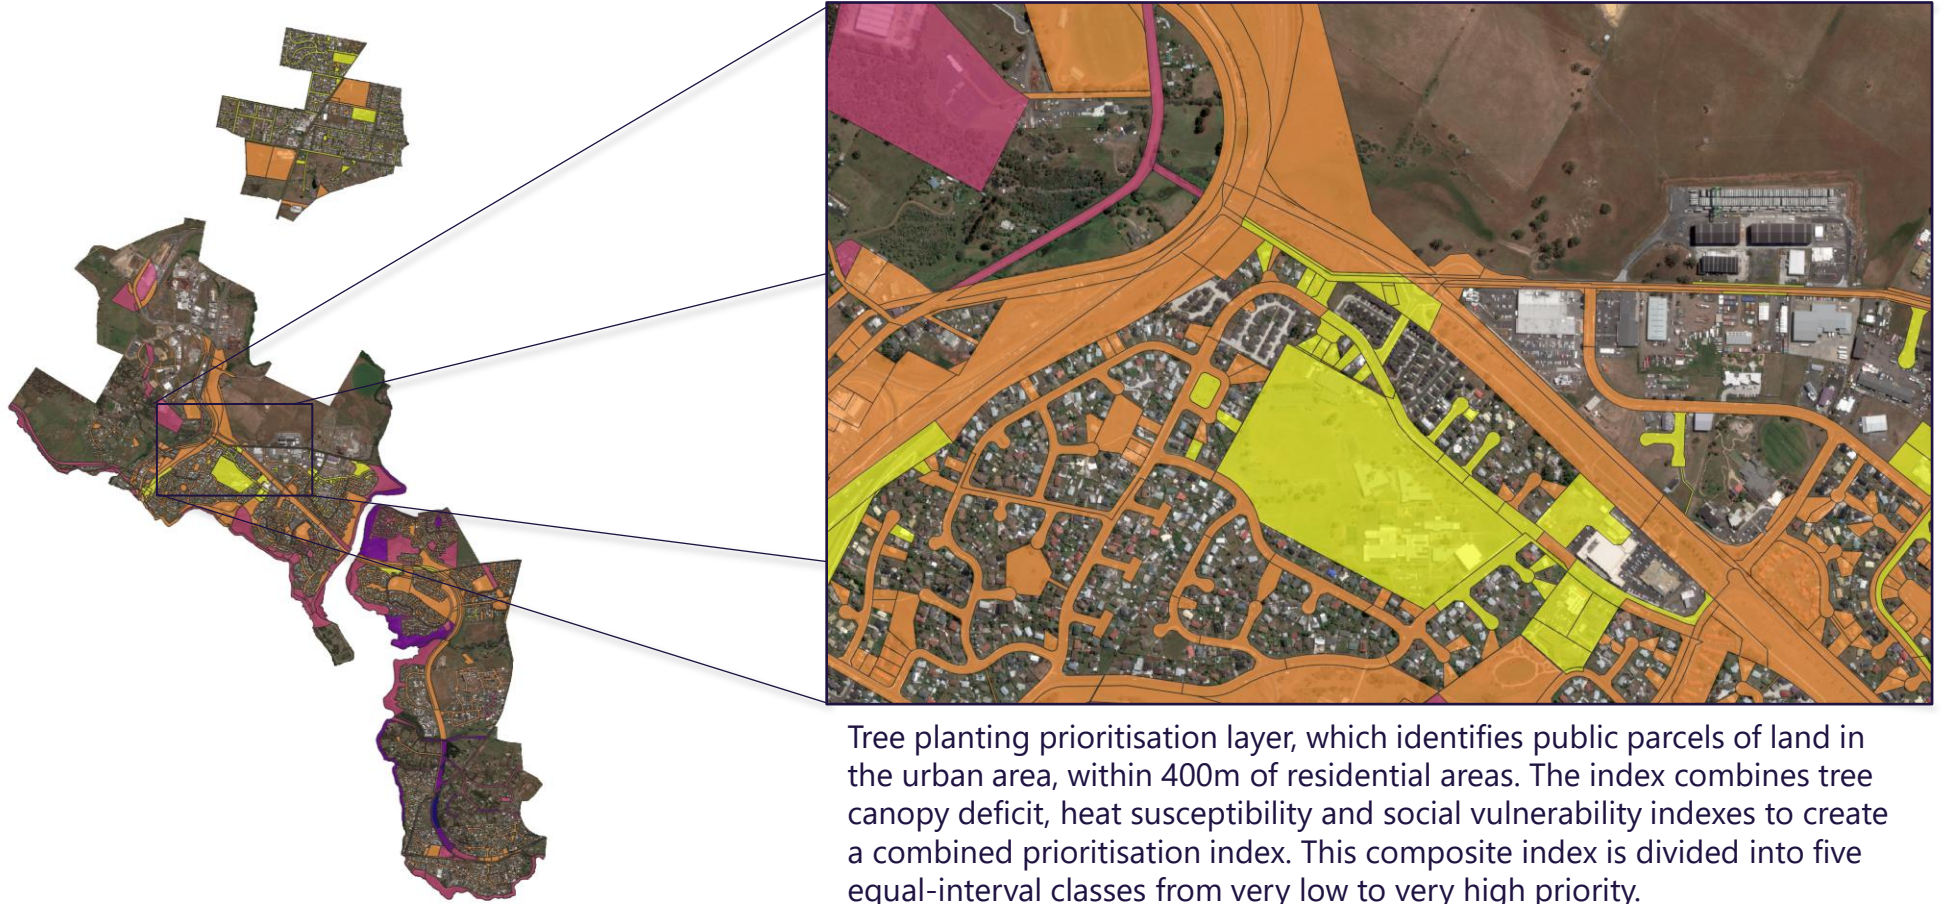 Tree planting prioritisation layer, which identifies public parcels of land in
the urban area, within 400m of residential areas. The index combines tree
canopy deficit, heat susceptibility and social vulnerability indexes to create
a combined prioritisation index. This composite index is divided into five
equal-interval classes from very low to very high priority.